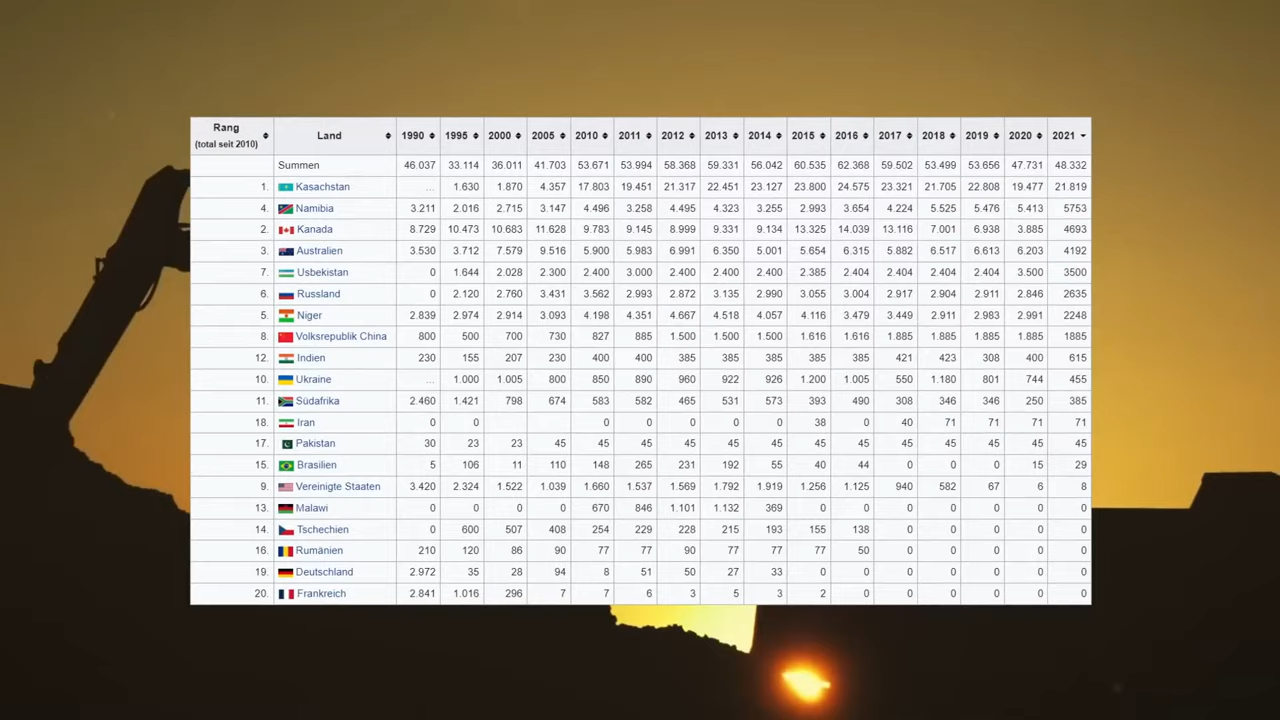 Rang (total seit 2010) Land 1990 1995 2000 2005 2010 2011 2012 2013 2014 2015 2016 2017 2018 2019 2020 2021
Summen 46.037 33.114 36.011 41.703 53.671 53.994 58.368 59.331 56.042 60.535 62.368 59.502 53.499 53.656 47.731 48 332
1. Kasachstan ... 1.630 1.870 4.357 17.803 19.451 21.317 22.451 23.127 23.800 24.575 23.321 21.705 22.808 19.477 21.819
4. Namibia 3.211 2.016 2.715 3.147 4.496 3.258 4.495 4.323 3.255 2.993 3.654 4.224 5.525 5.476 5.413 5753
2. Kanada 8.729 10.473 10.683 11.628 9.783 9.145 8.999 9.331 9.134 13.325 14.039 13.116 7.001 6.938 3.885 4693
3. Australien 3.530 3.712 7.579 9.516 5.900 5.983 6.991 6.350 5.001 5.654 6.315 5.882 6.517 6.613 6.203 4192
7. Usbekistan 0 1.644 2.028 2.300 2.400 3.000 2.400 2.400 2.400 2.385 2.404 2.404 2.404 2.404 3.500 3500
6. Russland 0 2.120 2.760 3.431 3.562 2.993 2.872 3.135 2.990 3.055 3.004 2.917 2.904 2.911 2.846 2635
5. Niger 2.839 2.974 2.914 3.093 4.198 4.351 4.667 4.518 4.057 4.116 3.479 3.449 2.911 2.983 2.991 2248
8. Volksrepublik China 800 500 700 730 827 885 1.500 1.500 1.500 1.616 1.616 1.885 1.885 1.885 1.885 1885
12. Indien 230 155 207 230 400 400 385 385 385 385 385 421 423 308 400 615
10. Ukraine ... 1.000 1.005 800 850 890 960 922 926 1.200 1.005 550 1.180 801 744 455
11. Südafrika 2.460 1.421 798 674 583 582 465 531 573 393 490 308 346 346 250 385
18. Iran 0 0 0 0 0 0 0 0 38 0 40 71 71 71 71
17. Pakistan 30 23 23 45 45 45 45 45 45 45 45 45 45 45 45 45
15. Brasilien 5 106 11 110 148 265 231 192 55 40 44 0 0 0 15 29
9. Vereinigte Staaten 3.420 2.324 1.522 1.039 1.660 1.537 1.569 1.792 1.919 1.256 1.125 940 582 67 6 8
13. Malawi 0 0 0 0 670 846 1.101 1.132 369 0 0 0 0 0 0 0
14. Tschechien 0 600 507 408 254 229 228 215 193 155 138 0 0 0 0 0
16. Rumänien 210 120 86 90 77 77 90 77 77 77 50 0 0 0 0 0
19. Deutschland 2.972 35 28 94 8 51 50 27 33 0 0 0 0 0 0 0
20. Frankreich 2.841 1.016 296 7 7 6 3 5 3 2 0 0 0 0 0 0